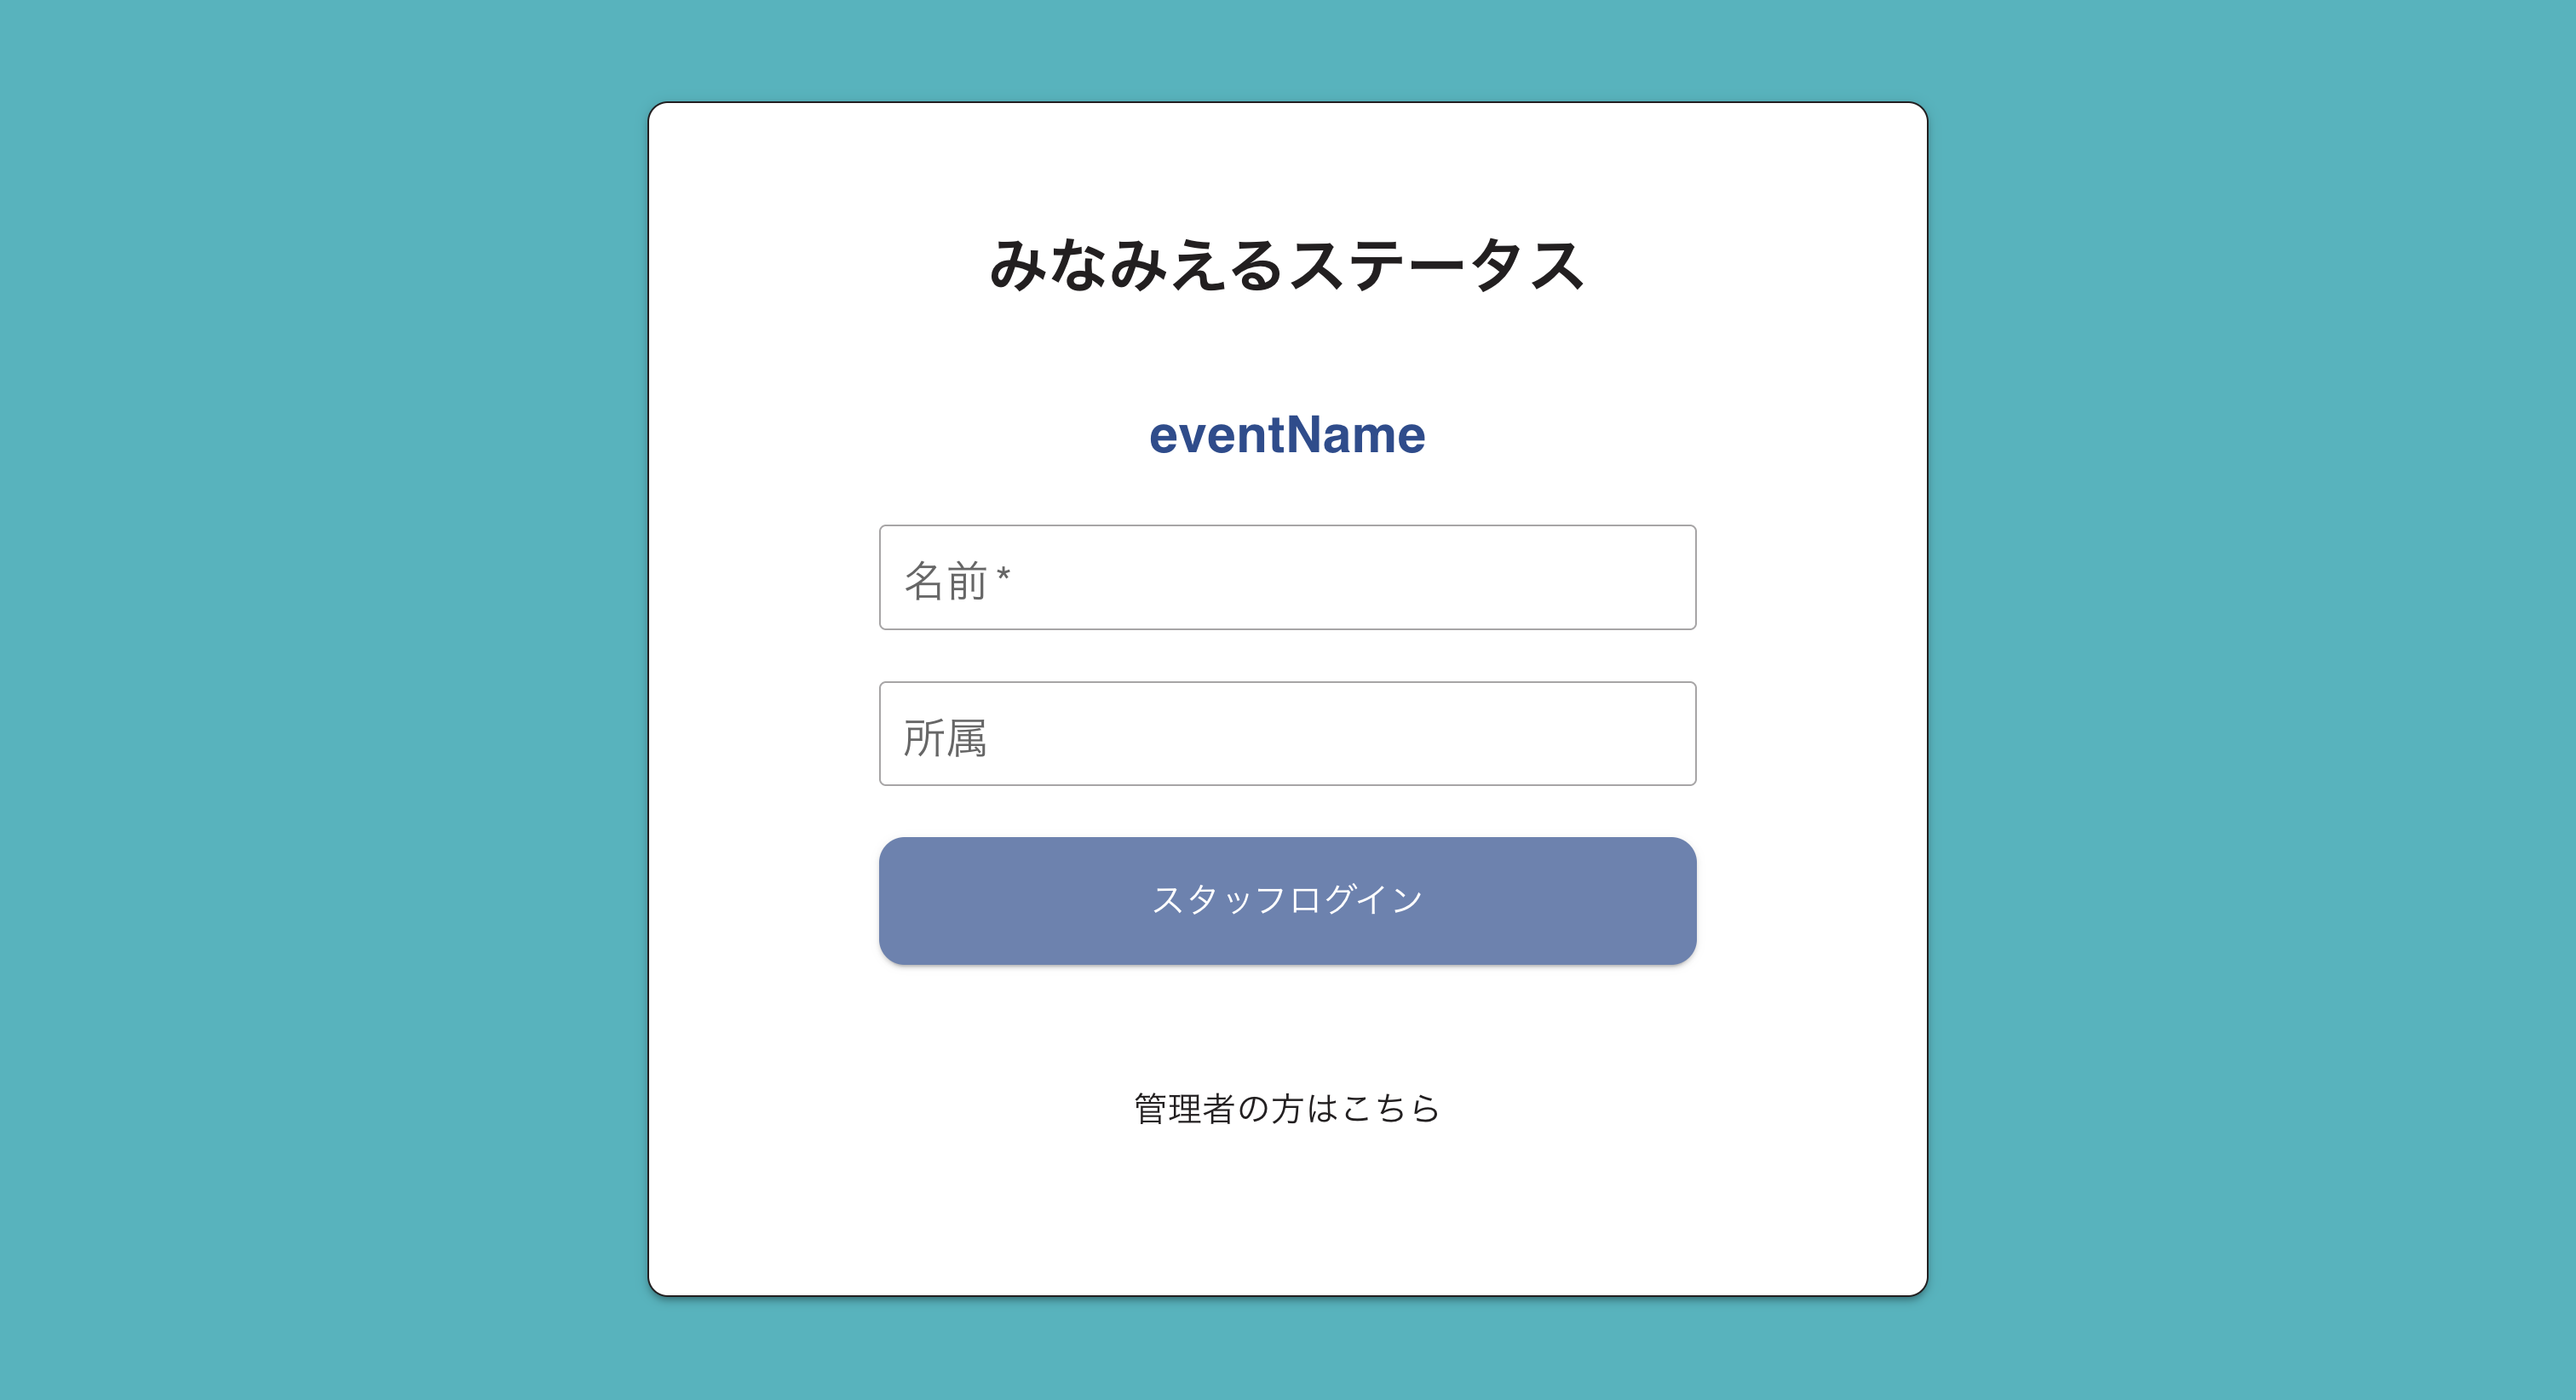 みなみえるステータス
eventName
名前 *
所属
スタッフログイン
管理者の方はこちら